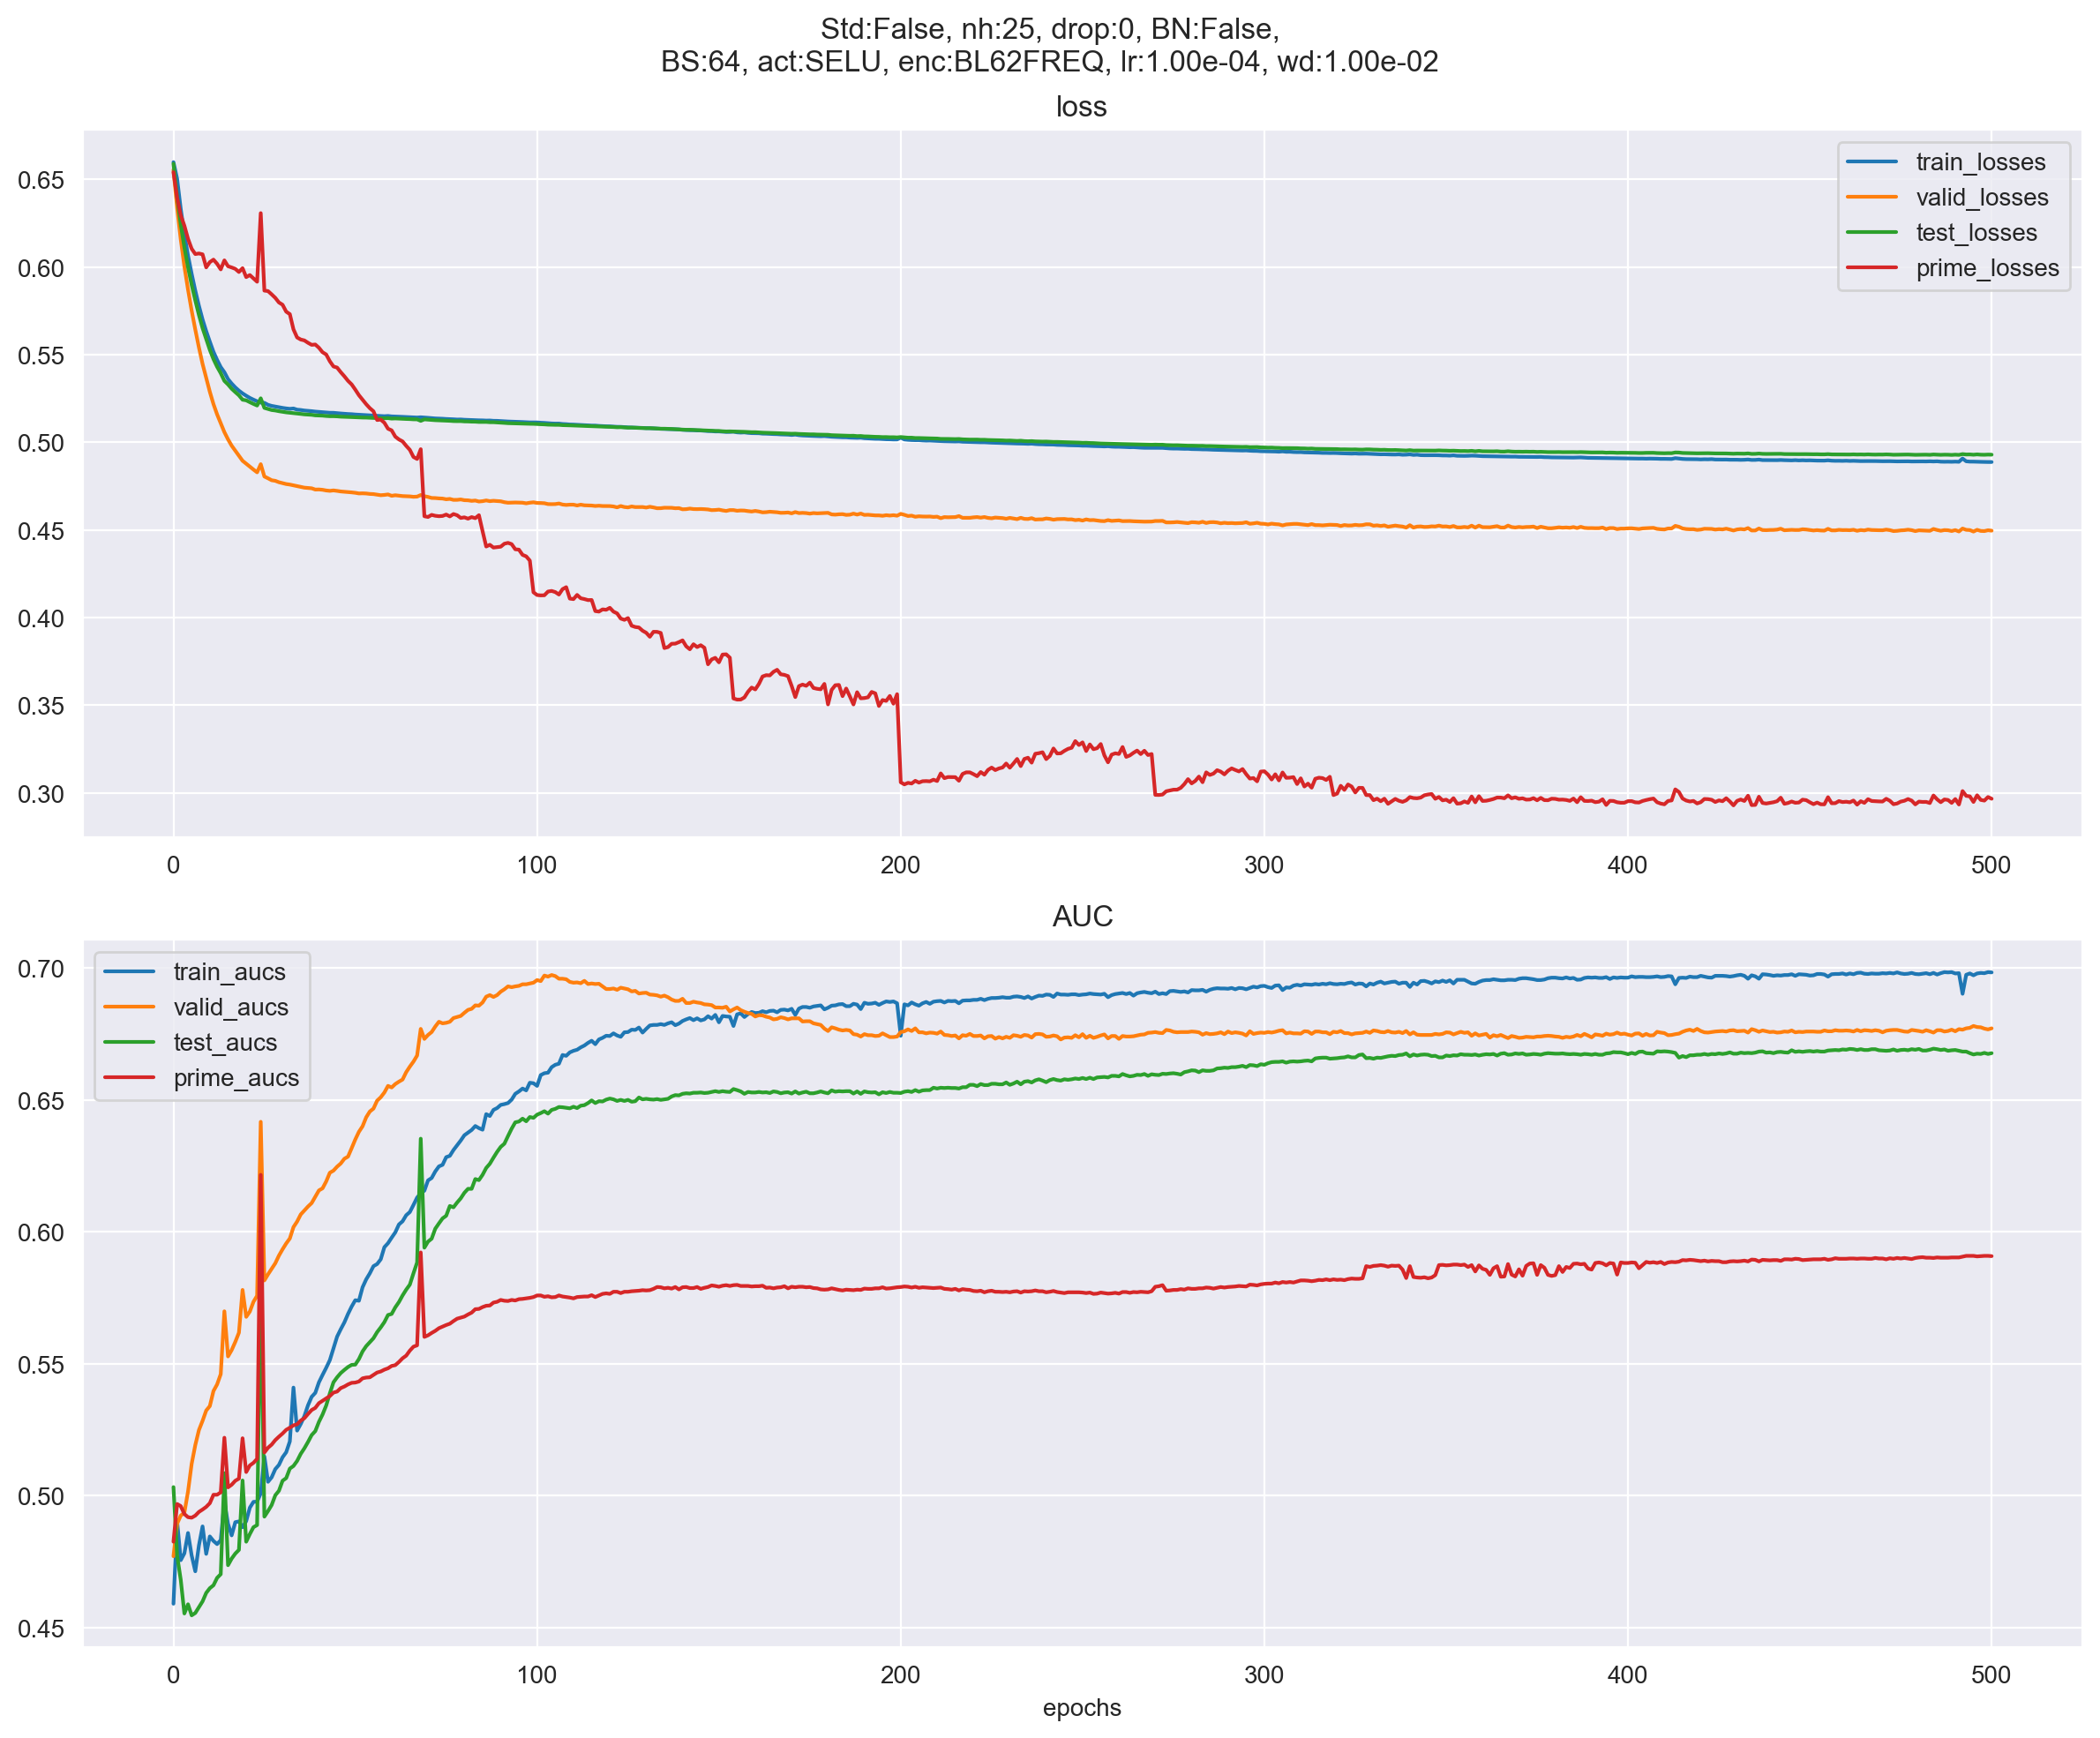 Std:False, nh:25, drop:0, BN:False,
BS:64, act:SELU, enc:BL62FREQ, lr:1.00e-04, wd:1.00e-02
loss
train_losses
valid_losses
test_losses
prime_losses
0.65
0.60
0.55
0.50
0.45
0.40
0.35
0.30
0 100 200 300 400 500
AUC
train_aucs
valid_aucs
test_aucs
prime_aucs
0.70
0.65
0.60
0.55
0.50
0.45
0 100 200 300 400 500
epochs